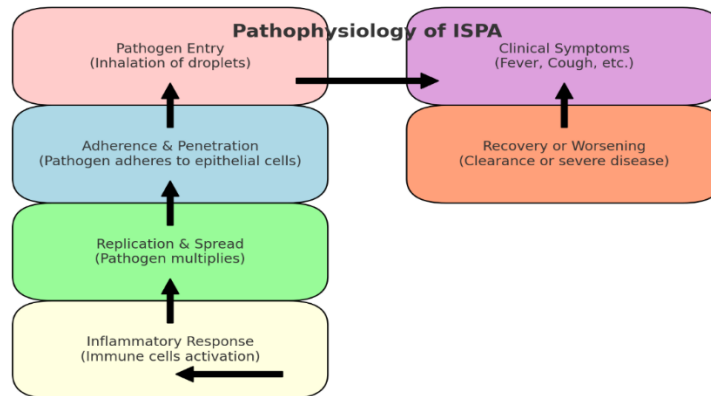 Pathophysiology of ISPA
Pathogen Entry
(Inhalation of droplets)
Clinical Symptoms
(Fever, Cough, etc.)
Adherence & Penetration
(Pathogen adheres to epithelial cells)
Recovery or Worsening
(Clearance or severe disease)
Replication & Spread
(Pathogen multiplies)
Inflammatory Response
(Immune cells activation)